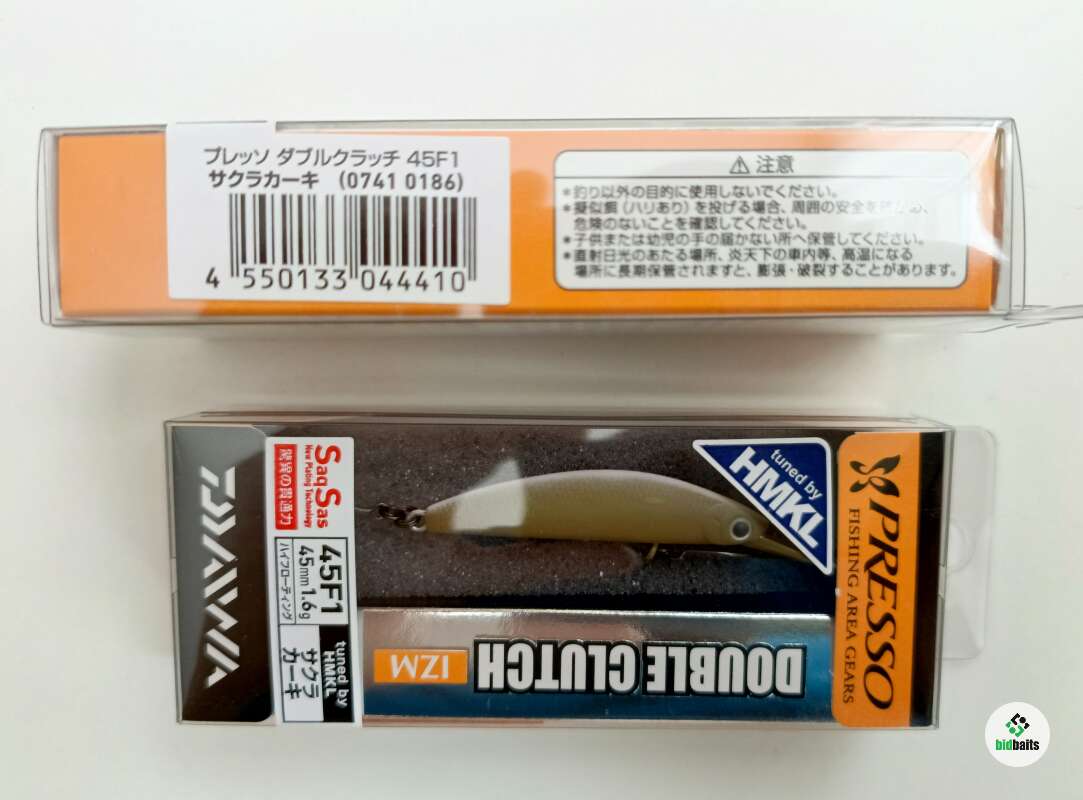 プレッソ ダブルクラッチ 45F1
サクラカーキ (0741 0186)
4 550133 044410
⚠ 注意
*釣り以外の目的に使用しないでください。
*擬似餌(ハリあり)を投げる場合、周囲の安全を確かめ、
危険のないことを確認してください。
*子供または幼児の手の届かない所へ保管してください。
*直射日光のあたる場所、炎天下の車内等、高温になる
場所に長期保管されますと、膨張・破裂することがあります。
DAIWA
SaqSas
New Plating Technology
驚異の貫通力
45F1
45mm 1.6g
ハイフローティング
tuned by
HMKL
サクラ
カーキ
tuned by
HMKL
DOUBLE CLUTCH
IZM
PRESSO
FISHING AREA GEARS
bidbaits